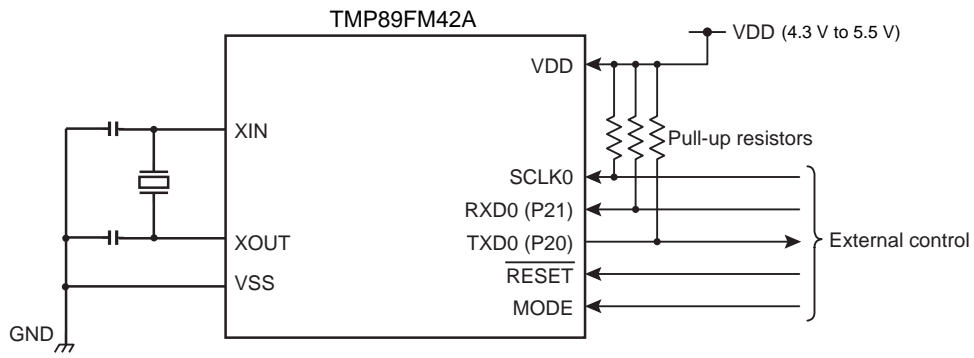 TMP89FM42A
VDD (4.3 V to 5.5 V)
VDD
XIN
Pull-up resistors
SCLK0
RXD0 (P21)
TXD0 (P20)
External control
XOUT
RESET
VSS
MODE
GND